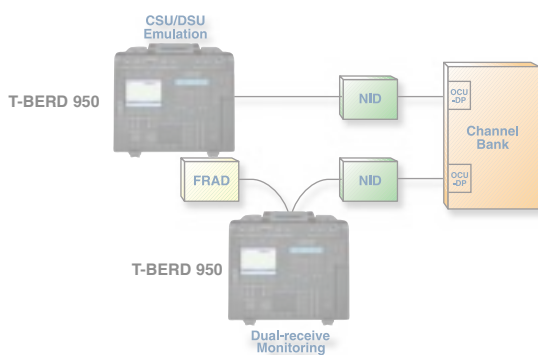 CSU/DSU
Emulation
T-BERD 950
NID
OCU
-DP
Channel
Bank
FRAD
NID
OCU
-DP
T-BERD 950
Dual-receive
Monitoring